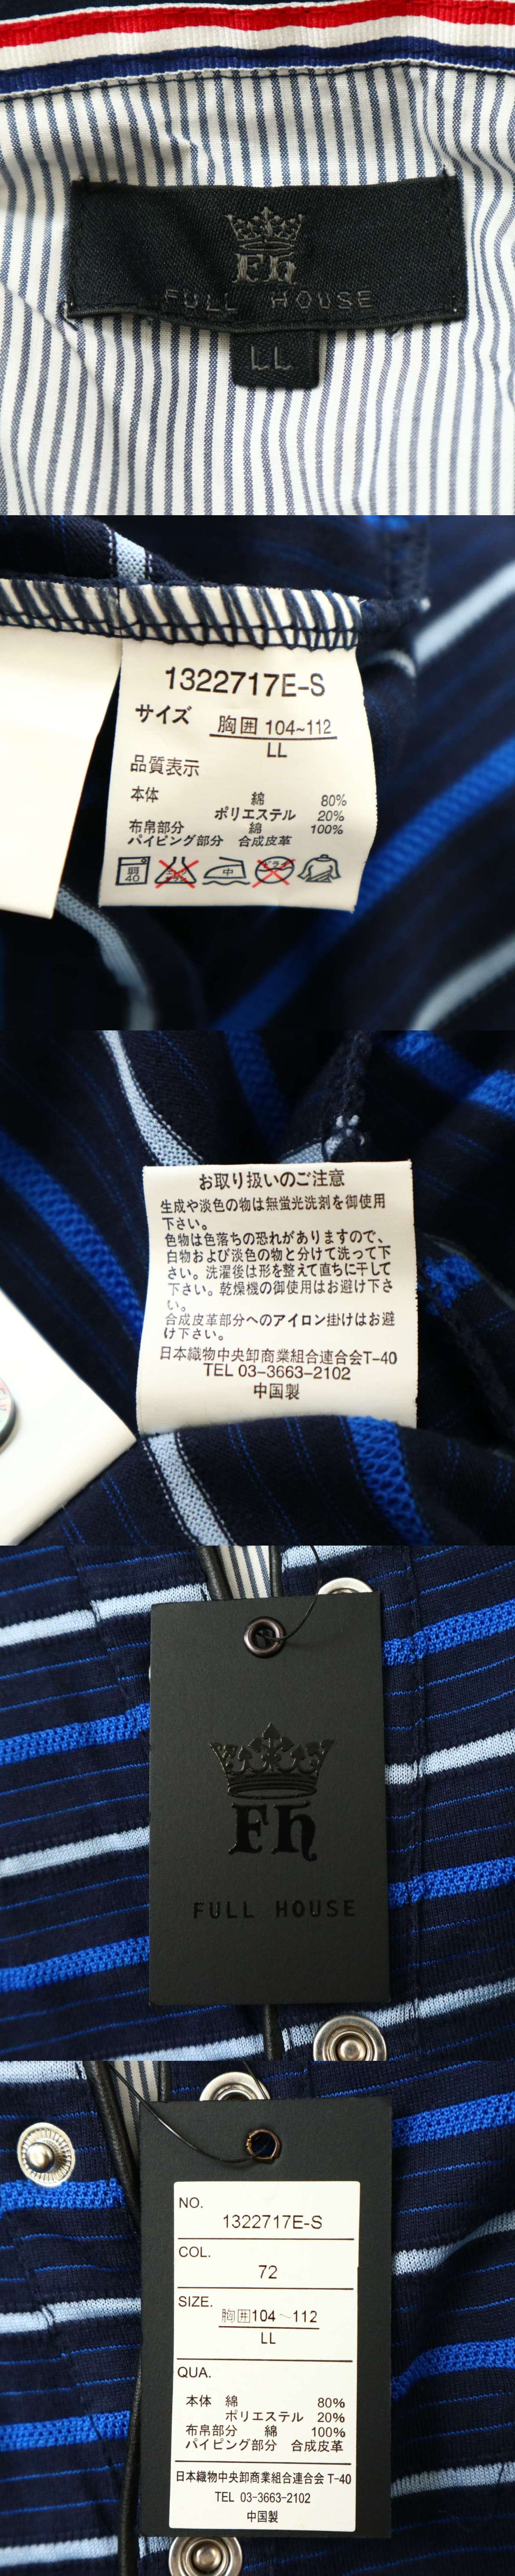 Fh
FULL HOUSE
LL
1322717E-S
サイズ 胸囲 104~112
LL
品質表示
本体 綿 80%
ポリエステル 20%
布帛部分 綿 100%
パイピング部分 合成皮革
弱
40
中
お取り扱いのご注意
生成や淡色の物は無蛍光洗剤を御使用
下さい。
色物は色落ちの恐れがありますので、
白物および淡色の物と分けて洗って下
さい。洗濯後は形を整えて直ちに干して
下さい。乾燥機の御使用はお避け下さ
い。
合成皮革部分へのアイロン掛けはお避
け下さい。
日本織物中央卸商業組合連合会T-40
TEL 03-3663-2102
中国製
Fh
FULL HOUSE
NO.
1322717E-S
COL.
72
SIZE.
胸囲104~112
LL
QUA.
本体 綿 80%
ポリエステル 20%
布帛部分 綿 100%
パイピング部分 合成皮革
日本織物中央卸商業組合連合会 T-40
TEL 03-3663-2102
中国製